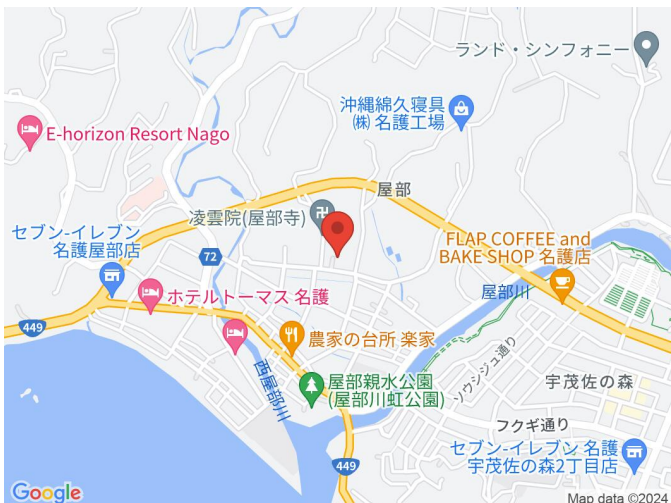 ランド・シンフォニー
沖縄綿久寝具
㈱ 名護工場
E-horizon Resort Nago
屋部
凌雲院(屋部寺)
セブン-イレブン
名護屋部店
72
FLAP COFFEE and
BAKE SHOP 名護店
屋部川
ホテルトーマス 名護
449
農家の台所 楽家
西屋部川
ソウシジュ通り
屋部親水公園
(屋部川虹公園)
宇茂佐の森
フクギ通り
セブン-イレブン 名護
宇茂佐の森2丁目店
449
Google
Map data ©2024